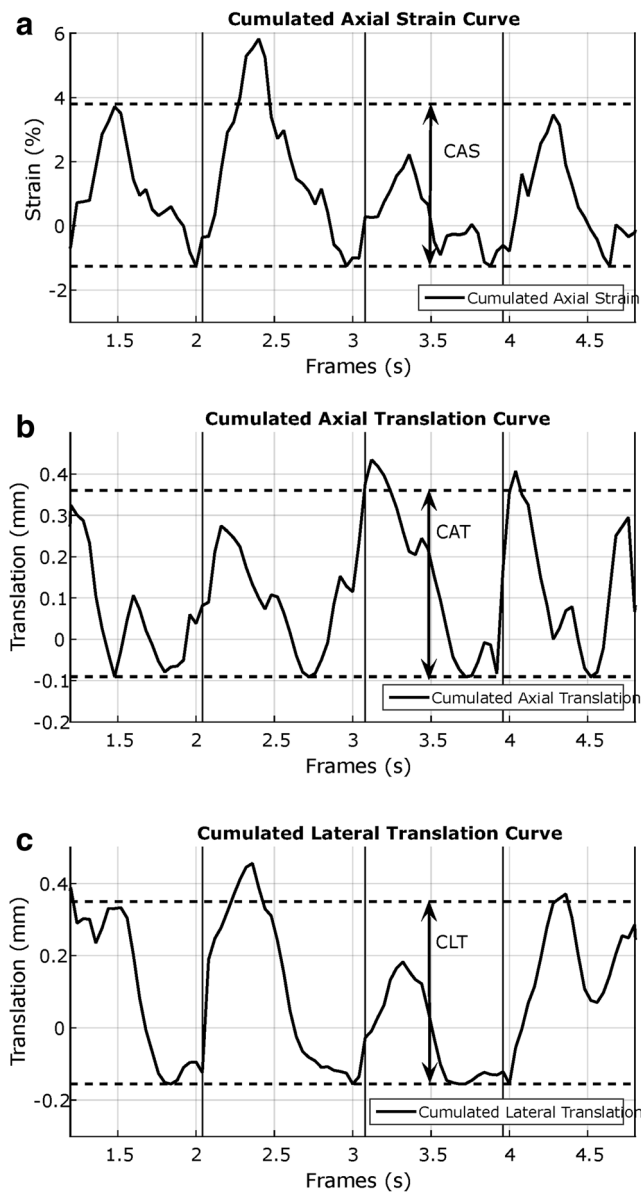 a
Cumulated Axial Strain Curve
6
4
2
0
-2
Strain (%)
CAS
Cumulated Axial Strain
1.5 2 2.5 3 3.5 4 4.5
Frames (s)
b
Cumulated Axial Translation Curve
0.4
0.3
0.2
0.1
0
-0.1
-0.2
Translation (mm)
CAT
Cumulated Axial Translation
1.5 2 2.5 3 3.5 4 4.5
Frames (s)
c
Cumulated Lateral Translation Curve
0.4
0.2
0
-0.2
Translation (mm)
CLT
Cumulated Lateral Translation
1.5 2 2.5 3 3.5 4 4.5
Frames (s)